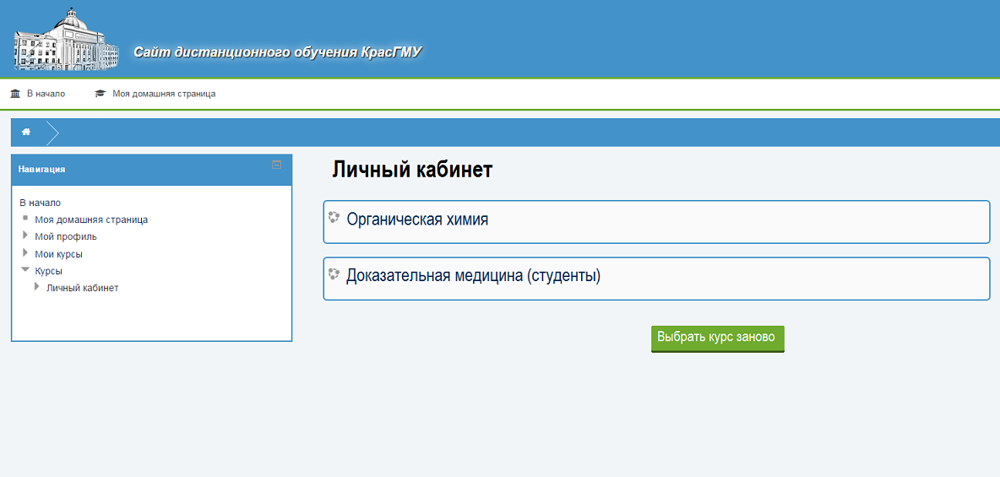 Сайт дистанционного обучения КрасГМУ
В начало
Моя домашняя страница
Навигация
В начало
Моя домашняя страница
Мой профиль
Мои курсы
Курсы
Личный кабинет
Личный кабинет
Органическая химия
Доказательная медицина (студенты)
Выбрать курс заново